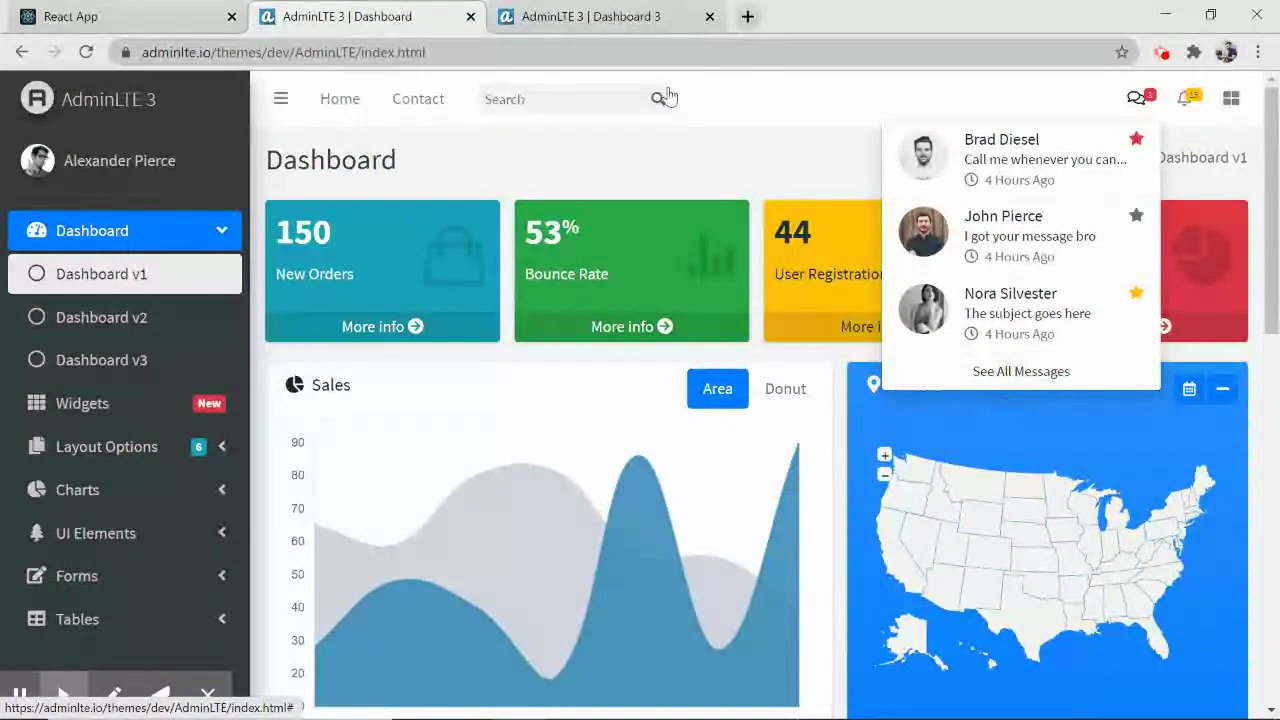 React App
AdminLTE 3 | Dashboard
AdminLTE 3 | Dashboard 3
adminlte.io/themes/dev/AdminLTE/index.html
AdminLTE 3
Home
Contact
Search
3
15
Alexander Pierce
Dashboard
Dashboard v1
Dashboard
Dashboard v1
Dashboard v2
Dashboard v3
Widgets
New
Layout Options
6
Charts
UI Elements
Forms
Tables
150
New Orders
More info
53%
Bounce Rate
More info
44
User Registratio
More i
Brad Diesel
Call me whenever you can...
4 Hours Ago
John Pierce
I got your message bro
4 Hours Ago
Nora Silvester
The subject goes here
4 Hours Ago
See All Messages
Sales
Area
Donut
90
80
70
60
50
40
30
20
+
−
https://adminlte.io/themes/dev/AdminLTE/index.html#